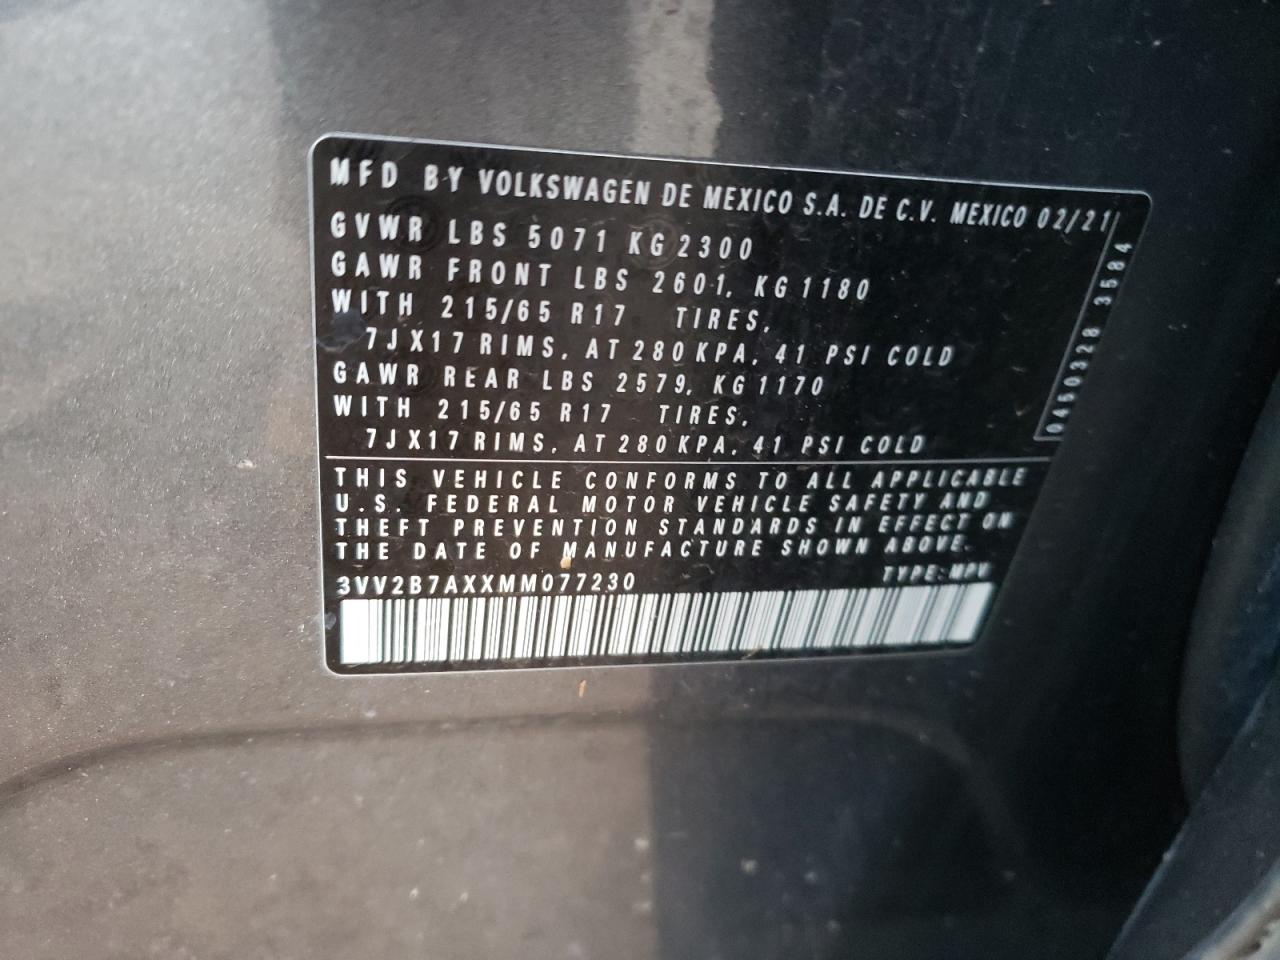 MFD BY VOLKSWAGEN DE MEXICO S.A. DE C.V. MEXICO 02/21
GVWR LBS 5071 KG 2300
GAWR FRONT LBS 2601, KG 1180
WITH 215/65 R17 TIRES,
7JX17 RIMS, AT 280 KPA, 41 PSI COLD
GAWR REAR LBS 2579, KG 1170
WITH 215/65 R17 TIRES,
7JX17 RIMS, AT 280 KPA, 41 PSI COLD
0450328 3584
THIS VEHICLE CONFORMS TO ALL APPLICABLE
U.S. FEDERAL MOTOR VEHICLE SAFETY AND
THEFT PREVENTION STANDARDS IN EFFECT ON
THE DATE OF MANUFACTURE SHOWN ABOVE.
3VV2B7AXXMM077230 TYPE: MPV